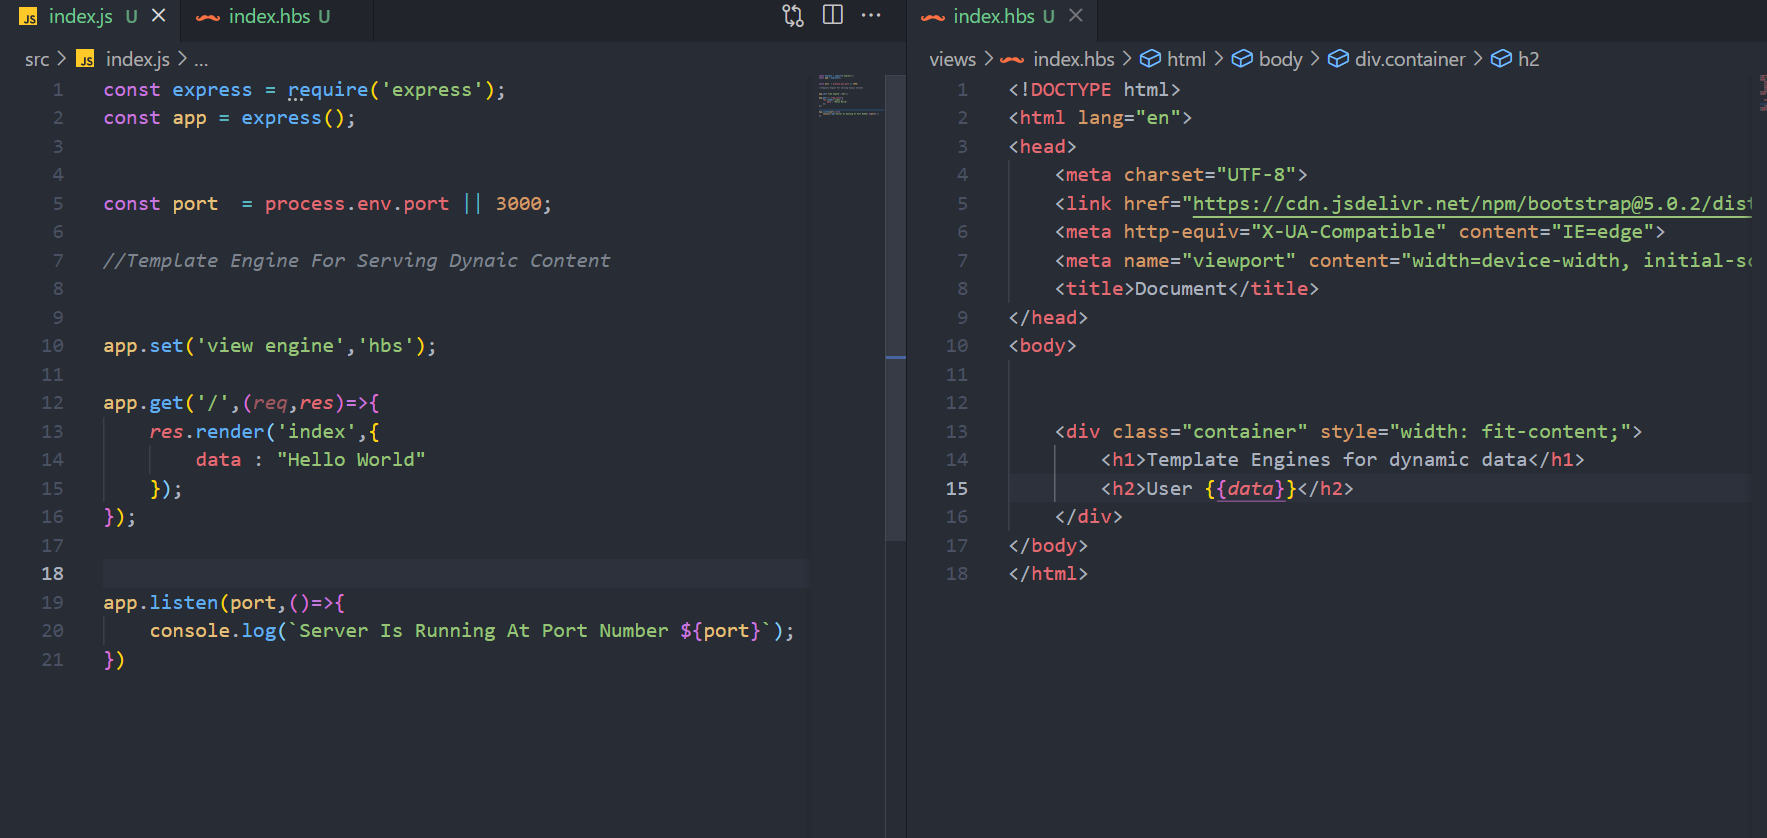 JS index.js U
index.hbs U
src > JS index.js > ...
1 const express = require('express');
2 const app = express();
3
4
5 const port  = process.env.port || 3000;
6
7 //Template Engine For Serving Dynaic Content
8
9
10 app.set('view engine','hbs');
11
12 app.get('/',(req,res)=>{
13     res.render('index',{
14         data : "Hello World"
15     });
16 });
17
18
19 app.listen(port,()=>{
20     console.log(`Server Is Running At Port Number ${port}`);
21 })
index.hbs U
views > index.hbs > html > body > div.container > h2
1 <!DOCTYPE html>
2 <html lang="en">
3 <head>
4     <meta charset="UTF-8">
5     <link href="https://cdn.jsdelivr.net/npm/bootstrap@5.0.2/dist
6     <meta http-equiv="X-UA-Compatible" content="IE=edge">
7     <meta name="viewport" content="width=device-width, initial-sc
8     <title>Document</title>
9 </head>
10 <body>
11
12
13     <div class="container" style="width: fit-content;">
14         <h1>Template Engines for dynamic data</h1>
15         <h2>User {{data}}</h2>
16     </div>
17 </body>
18 </html>